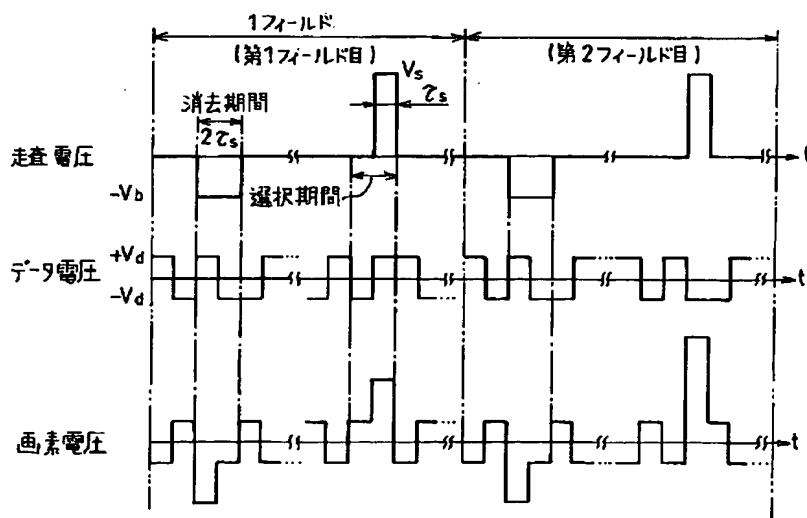 1フィールド
(第1フィールド目)
(第2フィールド目)
Vs
τs
消去期間
2τs
走査電圧
t
-Vb
選択期間
+Vd
データ電圧
t
-Vd
画素電圧
t